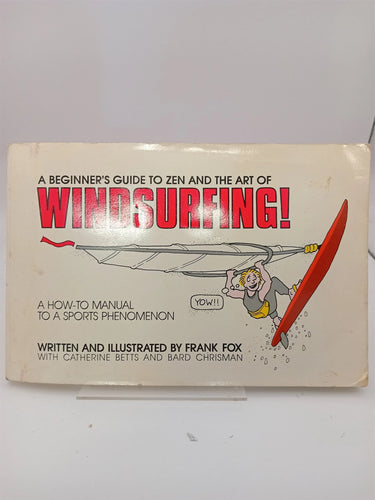 A BEGINNER'S GUIDE TO ZEN AND THE ART OF
WINDSURFING!
YOW!!
A HOW-TO MANUAL
TO A SPORTS PHENOMENON
WRITTEN AND ILLUSTRATED BY FRANK FOX
WITH CATHERINE BETTS AND BARD CHRISMAN